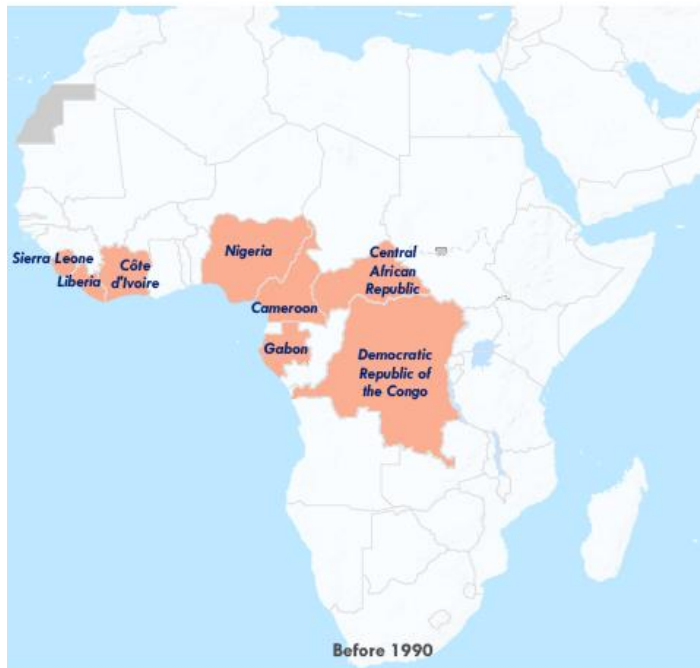 Sierra Leone
Liberia
Côte
d'Ivoire
Nigeria
Cameroon
Gabon
Central
African
Republic
Democratic
Republic of
the Congo
Before 1990